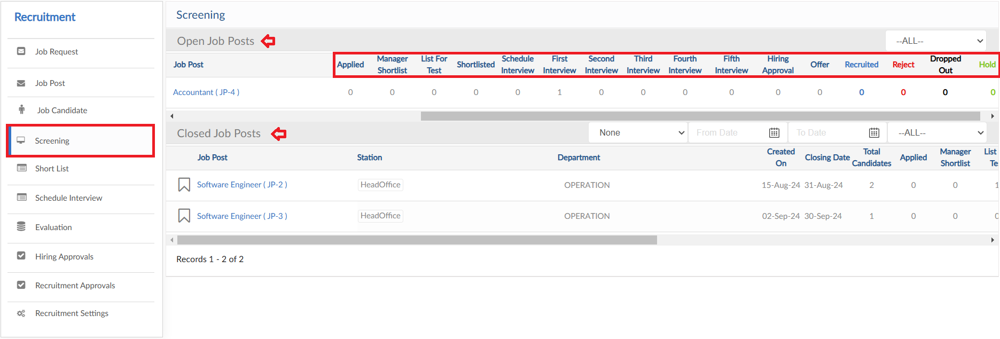 Recruitment
Job Request
Job Post
Job Candidate
Screening
Short List
Schedule Interview
Evaluation
Hiring Approvals
Recruitment Approvals
Recruitment Settings
Screening
Open Job Posts
--ALL--
Job Post Applied Manager Shortlist List For Test Shortlisted Schedule Interview First Interview Second Interview Third Interview Fourth Interview Fifth Interview Hiring Approval Offer Recruited Reject Dropped Out Hold
Accountant ( JP-4 ) 0 0 0 0 0 1 0 0 0 0 0 0 0 0 0 0
Closed Job Posts
None From Date To Date --ALL--
Job Post Station Department Created On Closing Date Total Candidates Applied Manager Shortlist List Te
Software Engineer ( JP-2 ) HeadOffice OPERATION 15-Aug-24 31-Aug-24 2 0 0 1
Software Engineer ( JP-3 ) HeadOffice OPERATION 02-Sep-24 30-Sep-24 1 0 0 0
Records 1 - 2 of 2